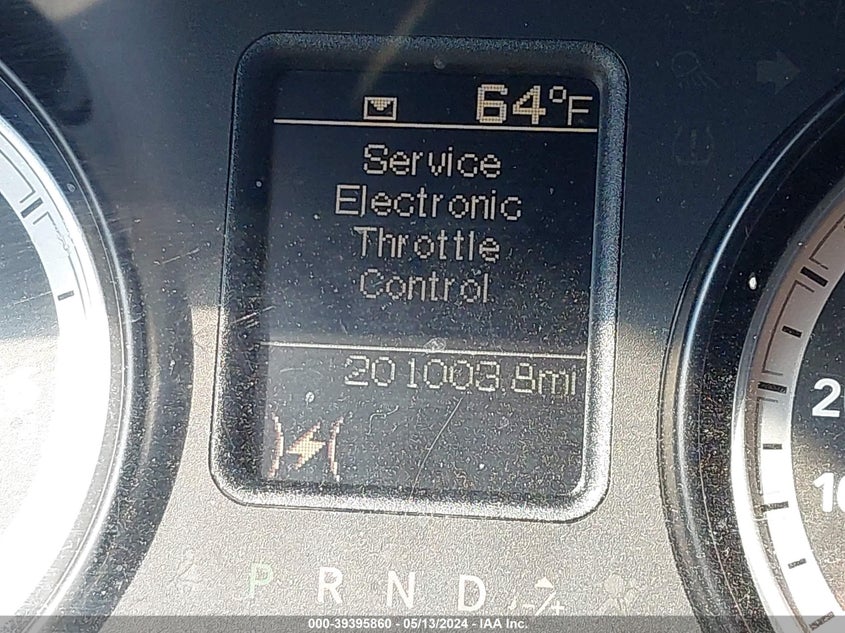 64°F
Service
Electronic
Throttle
Control
201003.8mi
P R N D -/+
000-39395860 - 05/13/2024 - IAA Inc.